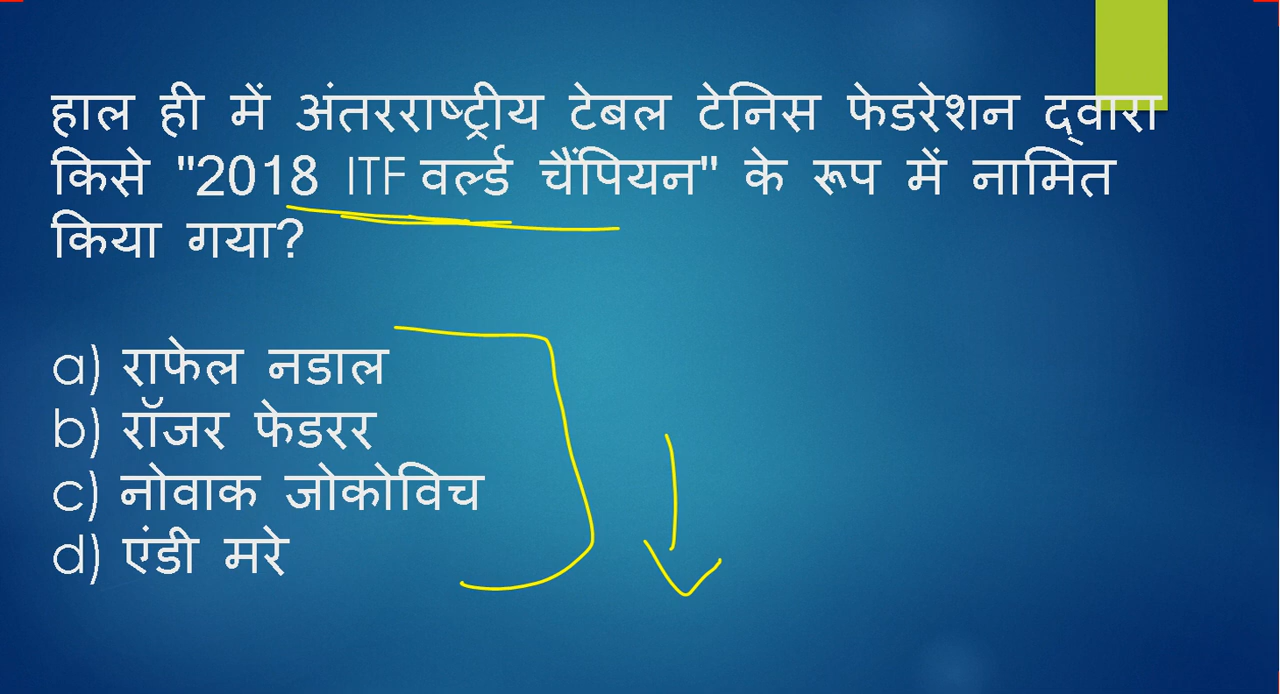 हाल ही में अंतरराष्ट्रीय टेबल टेनिस फेडरेशन द्वारा
किसे "2018 ITF वर्ल्ड चैंपियन" के रूप में नामित
किया गया?
a) राफेल नडाल
b) रॉजर फेडरर
c) नोवाक जोकोविच
d) एंडी मरे